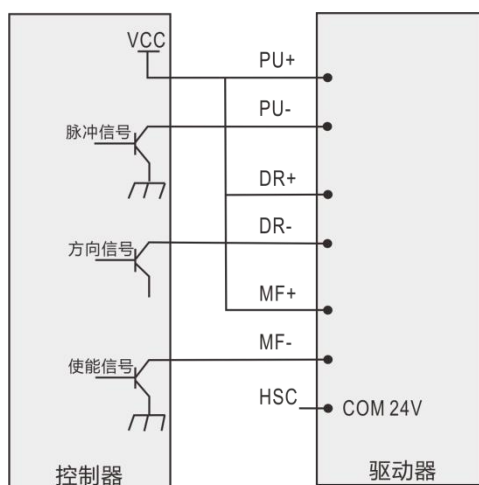 VCC
PU+
PU-
脉冲信号
DR+
DR-
方向信号
MF+
MF-
使能信号
HSC
COM 24V
控制器
驱动器